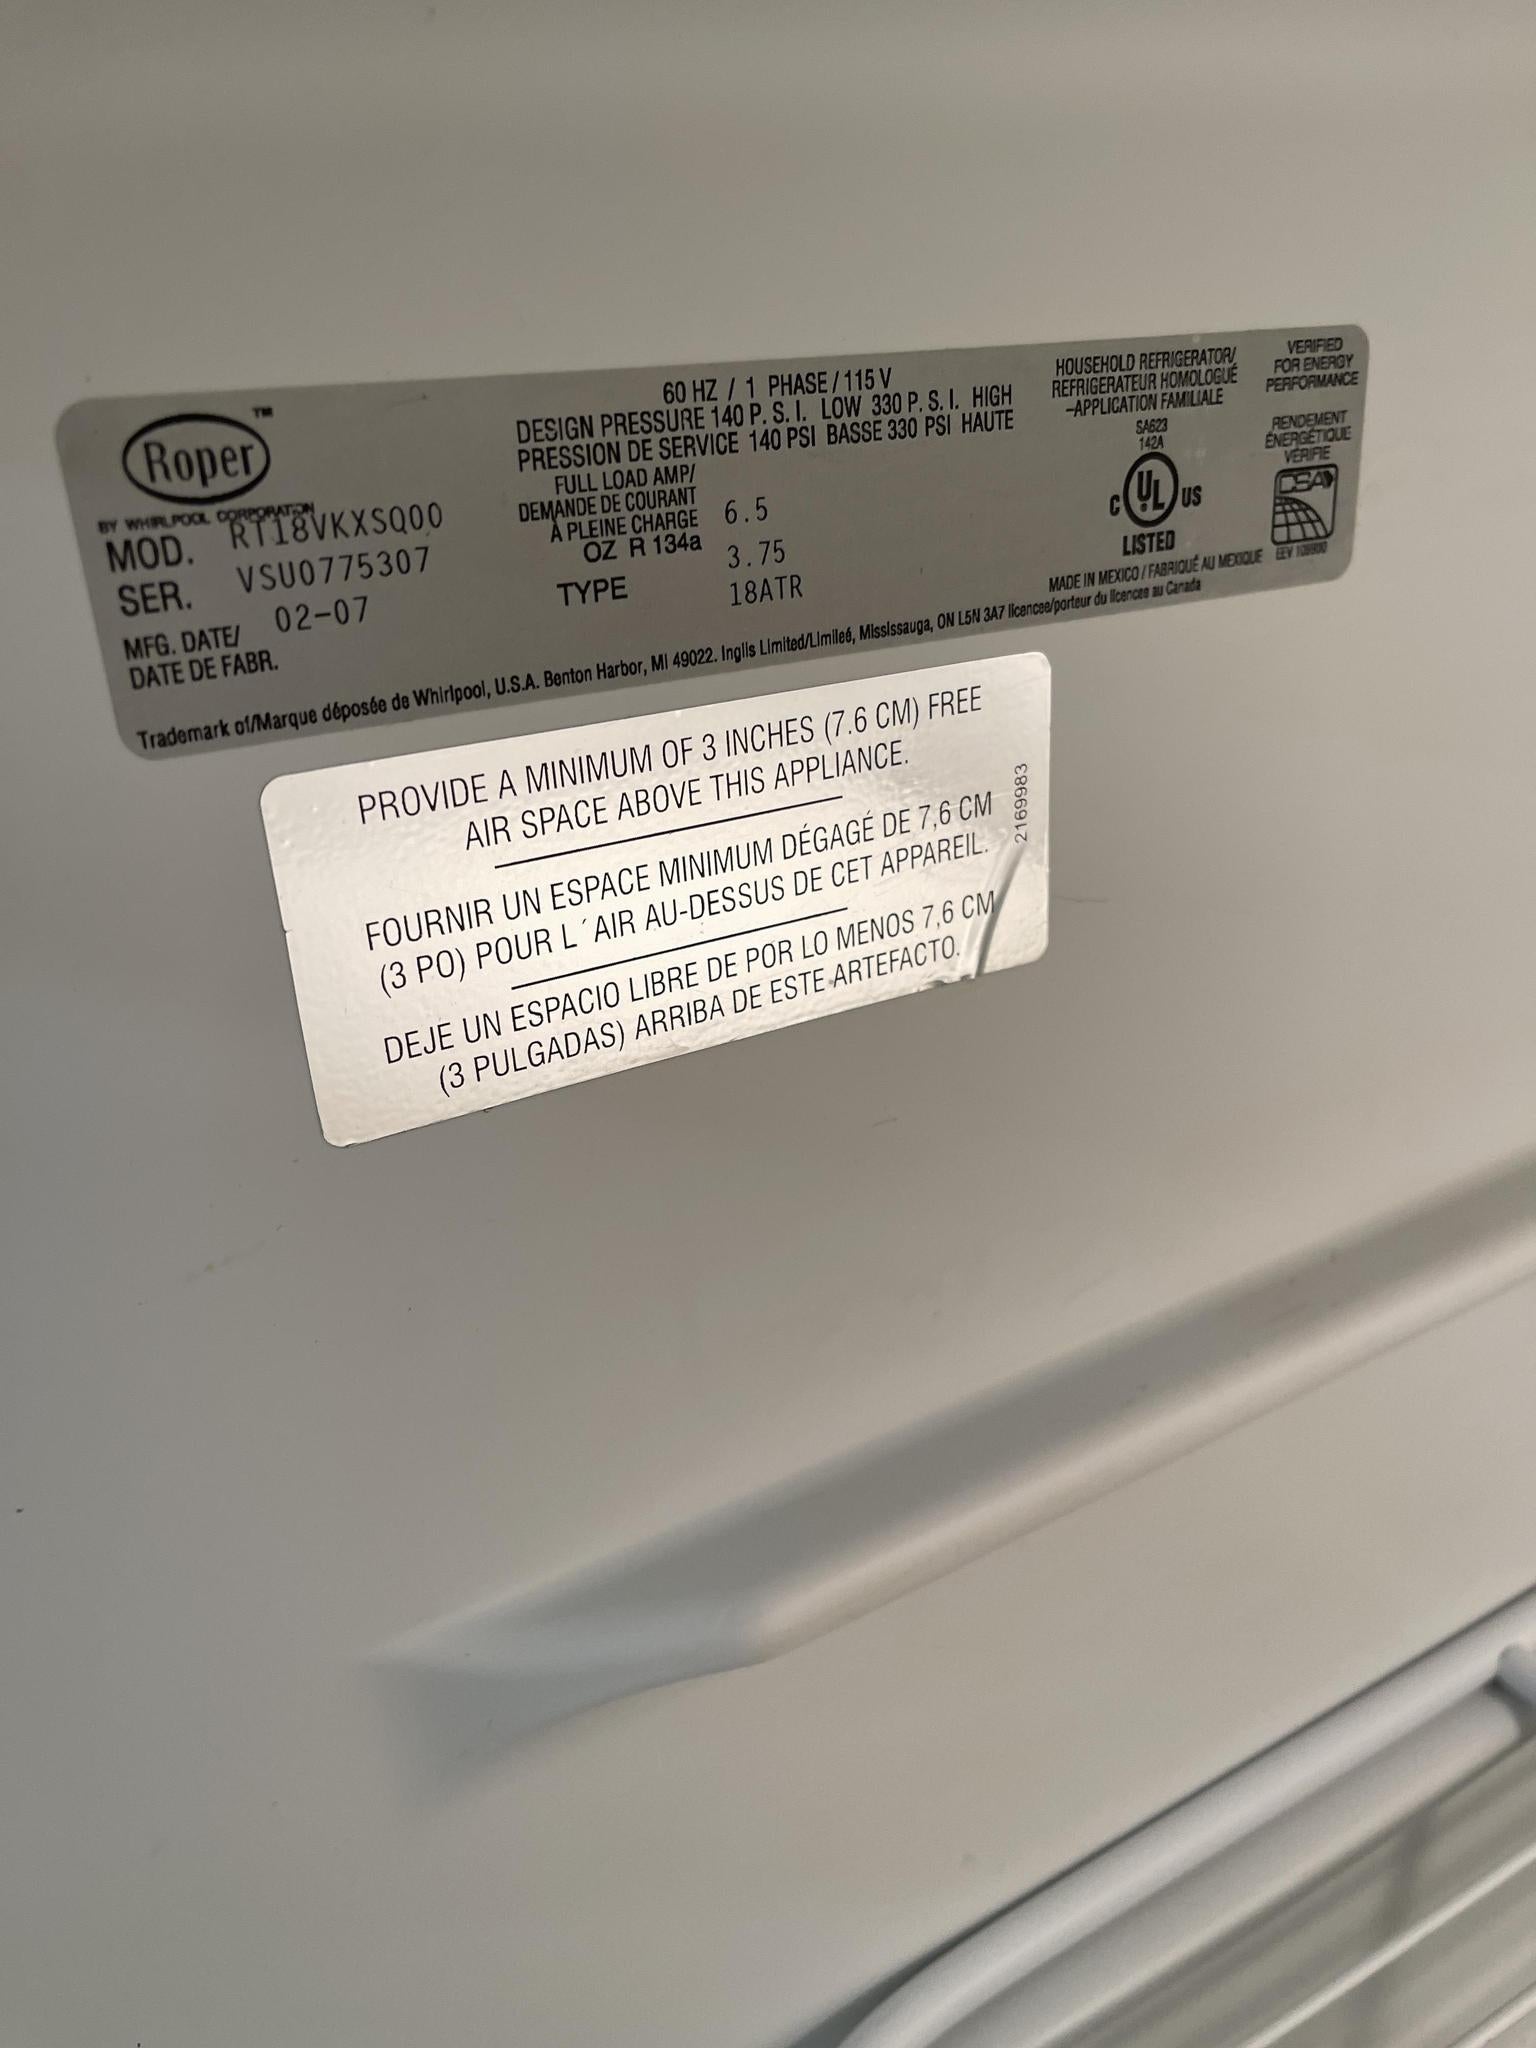 Roper™
BY WHIRLPOOL CORPORATION
MOD. RT18VKXSQ00
SER. VSU0775307
MFG. DATE/ 02-07
DATE DE FABR.
60 HZ / 1 PHASE / 115 V
DESIGN PRESSURE 140 P. S. I. LOW 330 P. S. I. HIGH
PRESSION DE SERVICE 140 PSI BASSE 330 PSI HAUTE
FULL LOAD AMP/
DEMANDE DE COURANT
À PLEINE CHARGE 6.5
OZ R 134a 3.75
TYPE 18ATR
HOUSEHOLD REFRIGERATOR/
REFRIGERATEUR HOMOLOGUÉ
-APPLICATION FAMILIALE
SA623
142A
C UL US
LISTED
VERIFIED
FOR ENERGY
PERFORMANCE
RENDEMENT
ÉNERGÉTIQUE
VÉRIFIE
CSA
EEV
MADE IN MEXICO / FABRIQUÉ AU MEXIQUE
Trademark of/Marque déposée de Whirlpool, U.S.A. Benton Harbor, MI 49022. Inglis Limited/Limileé, Mississauga, ON L5N 3A7 licencee/porteur du licences au Canada
PROVIDE A MINIMUM OF 3 INCHES (7.6 CM) FREE
AIR SPACE ABOVE THIS APPLIANCE.
FOURNIR UN ESPACE MINIMUM DÉGAGÉ DE 7,6 CM
(3 PO) POUR L´AIR AU-DESSUS DE CET APPAREIL.
DEJE UN ESPACIO LIBRE DE POR LO MENOS 7,6 CM
(3 PULGADAS) ARRIBA DE ESTE ARTEFACTO.
2169983